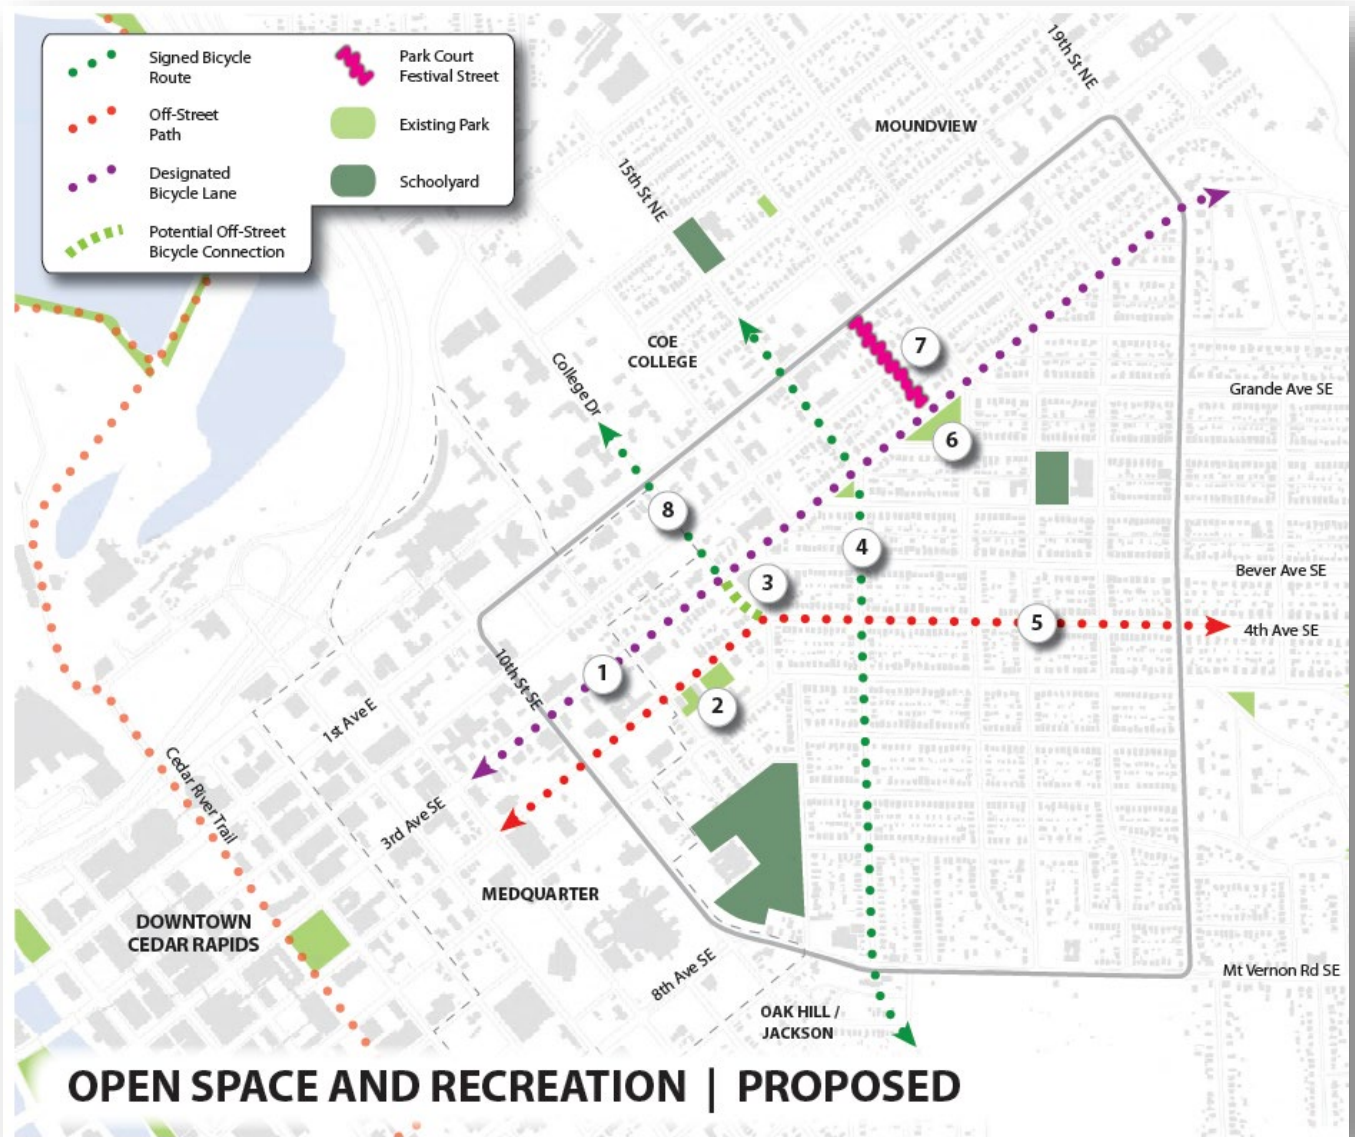 Signed Bicycle
Route
Off-Street
Path
Designated
Bicycle Lane
Potential Off-Street
Bicycle Connection
Park Court
Festival Street
Existing Park
Schoolyard
19th St NE
MOUNDVIEW
15th St NE
COE
COLLEGE
College Dr
7
Grande Ave SE
6
8
4
3
Bever Ave SE
5
4th Ave SE
1
10th St SE
2
1st Ave E
Cedar River Trail
3rd Ave SE
MEDQUARTER
DOWNTOWN
CEDAR RAPIDS
8th Ave SE
Mt Vernon Rd SE
OAK HILL /
JACKSON
OPEN SPACE AND RECREATION | PROPOSED